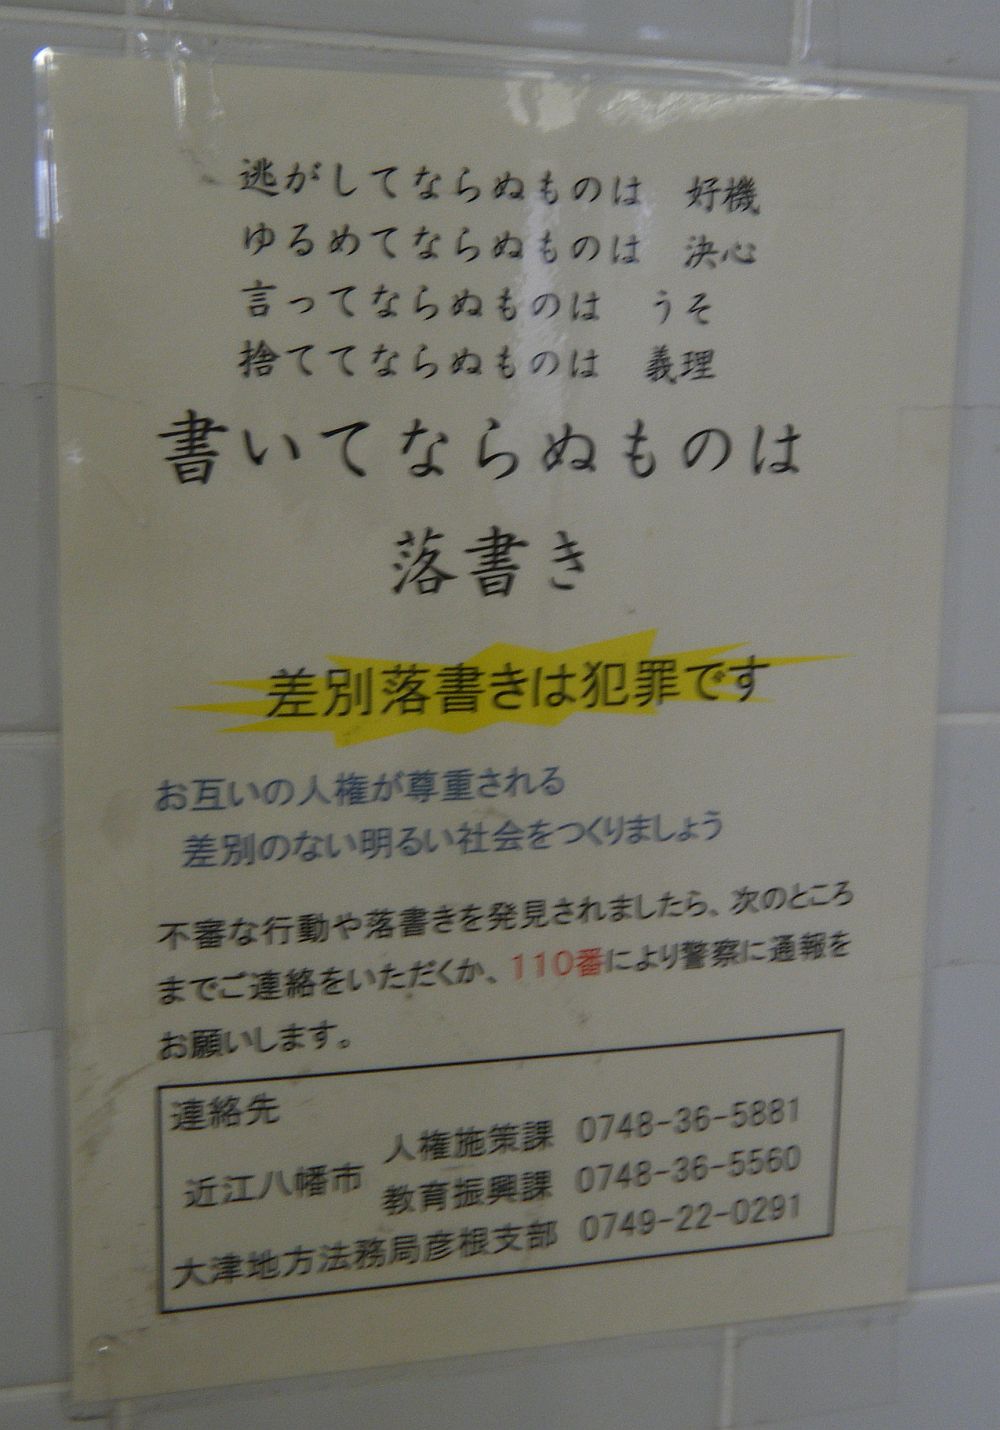 逃がしてならぬものは　好機
ゆるめてならぬものは　決心
言ってならぬものは　うそ
捨ててならぬものは　義理
書いてならぬものは
落書き
差別落書きは犯罪です
お互いの人権が尊重される
差別のない明るい社会をつくりましょう
不審な行動や落書きを発見されましたら、次のところ
までご連絡をいただくか、110番により警察に通報を
お願いします。
連絡先
近江八幡市　人権施策課　0748-36-5881
教育振興課　0748-36-5560
大津地方法務局彦根支部　0749-22-0291